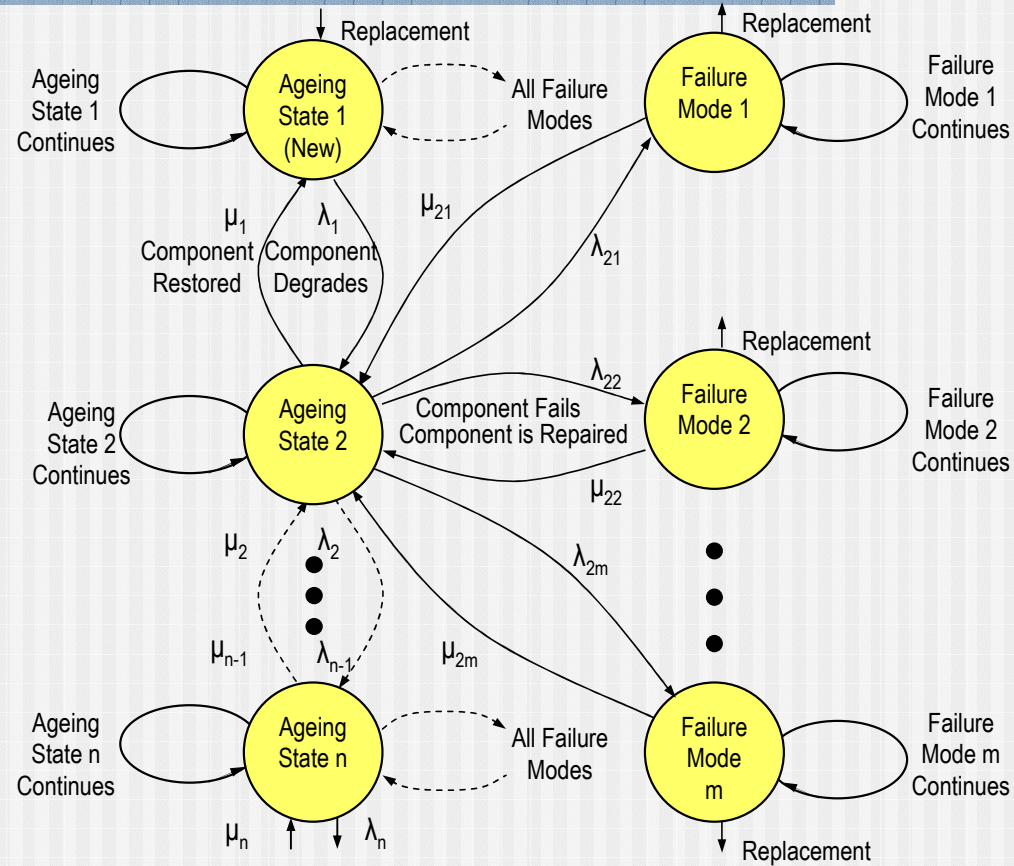 Replacement
Ageing
State 1
Continues
Ageing
State 1
(New)
All Failure
Modes
Replacement
Failure
Mode 1
Failure
Mode 1
Continues
μ1
Component
Restored
λ1
Component
Degrades
μ21
λ21
Ageing
State 2
Continues
Ageing
State 2
λ22
Component Fails
Component is Repaired
μ22
Replacement
Failure
Mode 2
Failure
Mode 2
Continues
μ2
λ2
λ2m
μn-1
λn-1
μ2m
Ageing
State n
Continues
Ageing
State n
All Failure
Modes
Failure
Mode
m
Failure
Mode m
Continues
μn
λn
Replacement